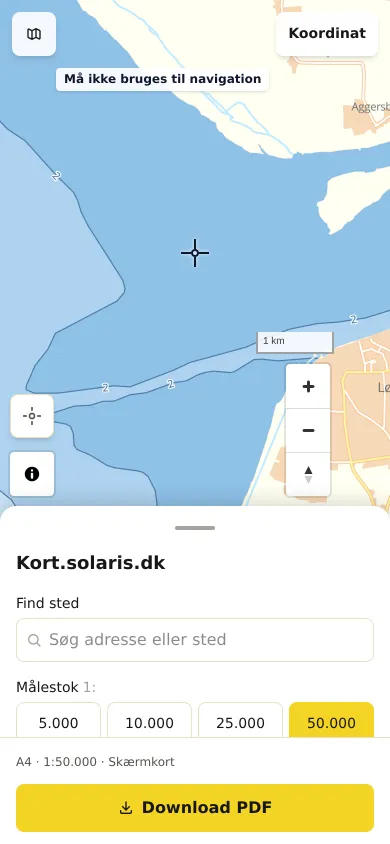 Koordinat
Må ikke bruges til navigation
Aggersb
2
2
1 km
2
2
Lø
Kort.solaris.dk
Find sted
Søg adresse eller sted
Målestok 1:
5.000
10.000
25.000
50.000
A4 · 1:50.000 · Skærmkort
Download PDF